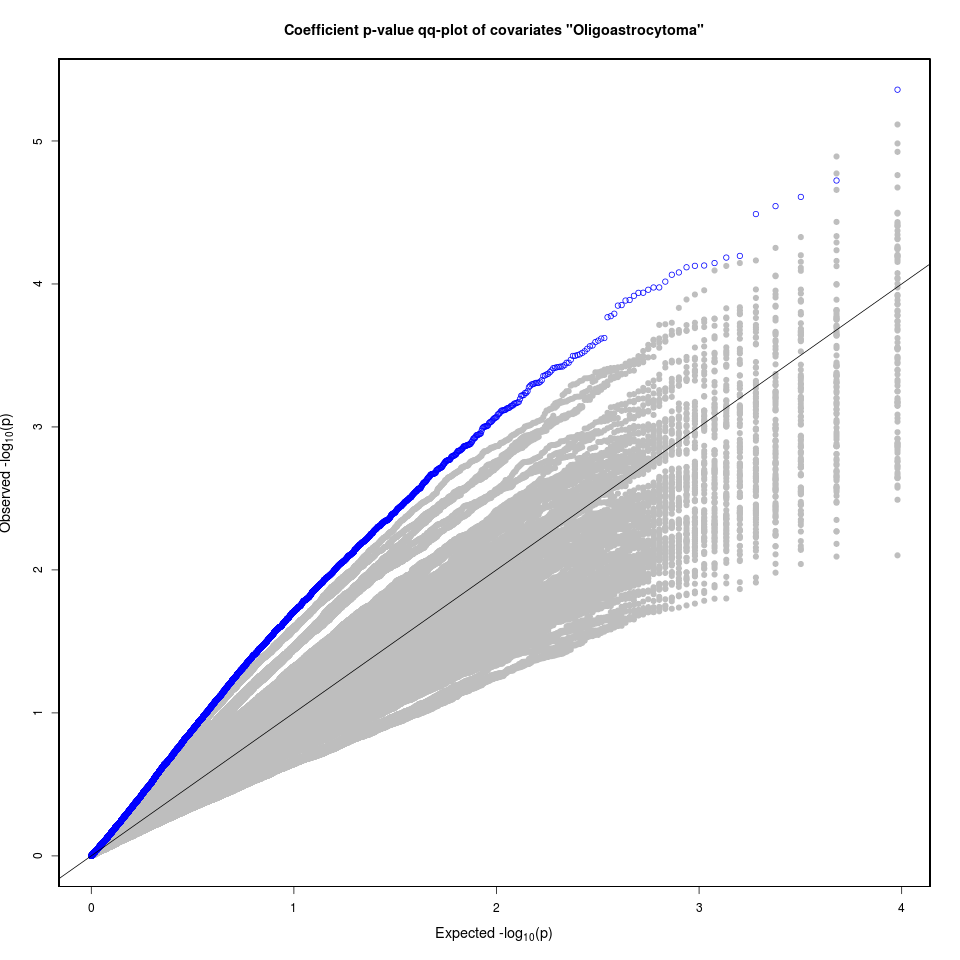 Coefficient p-value qq-plot of covariates "Oligoastrocytoma"
Observed -log10(p)
5
4
3
2
1
0
0 1 2 3 4
Expected -log10(p)